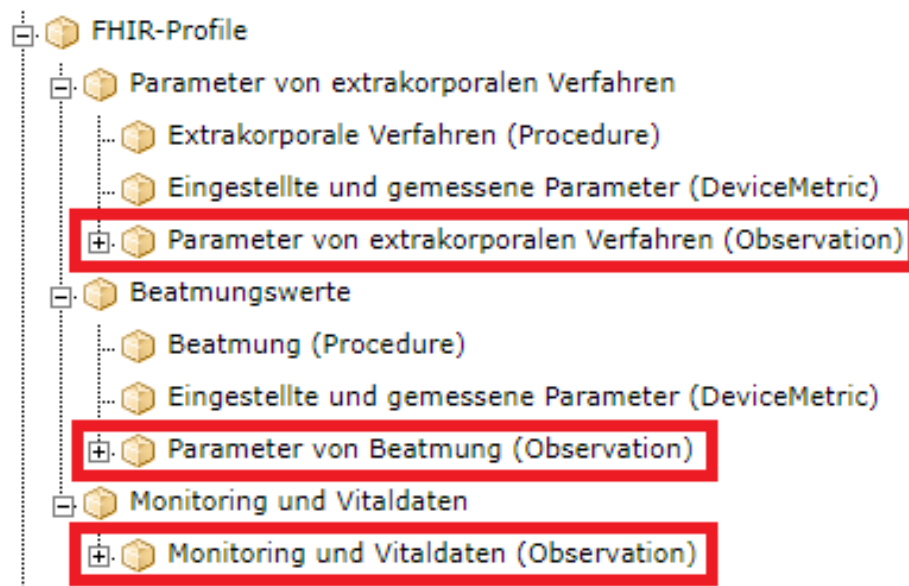 FHIR-Profile
Parameter von extrakorporalen Verfahren
Extrakorporale Verfahren (Procedure)
Eingestellte und gemessene Parameter (DeviceMetric)
Parameter von extrakorporalen Verfahren (Observation)
Beatmungswerte
Beatmung (Procedure)
Eingestellte und gemessene Parameter (DeviceMetric)
Parameter von Beatmung (Observation)
Monitoring und Vitaldaten
Monitoring und Vitaldaten (Observation)